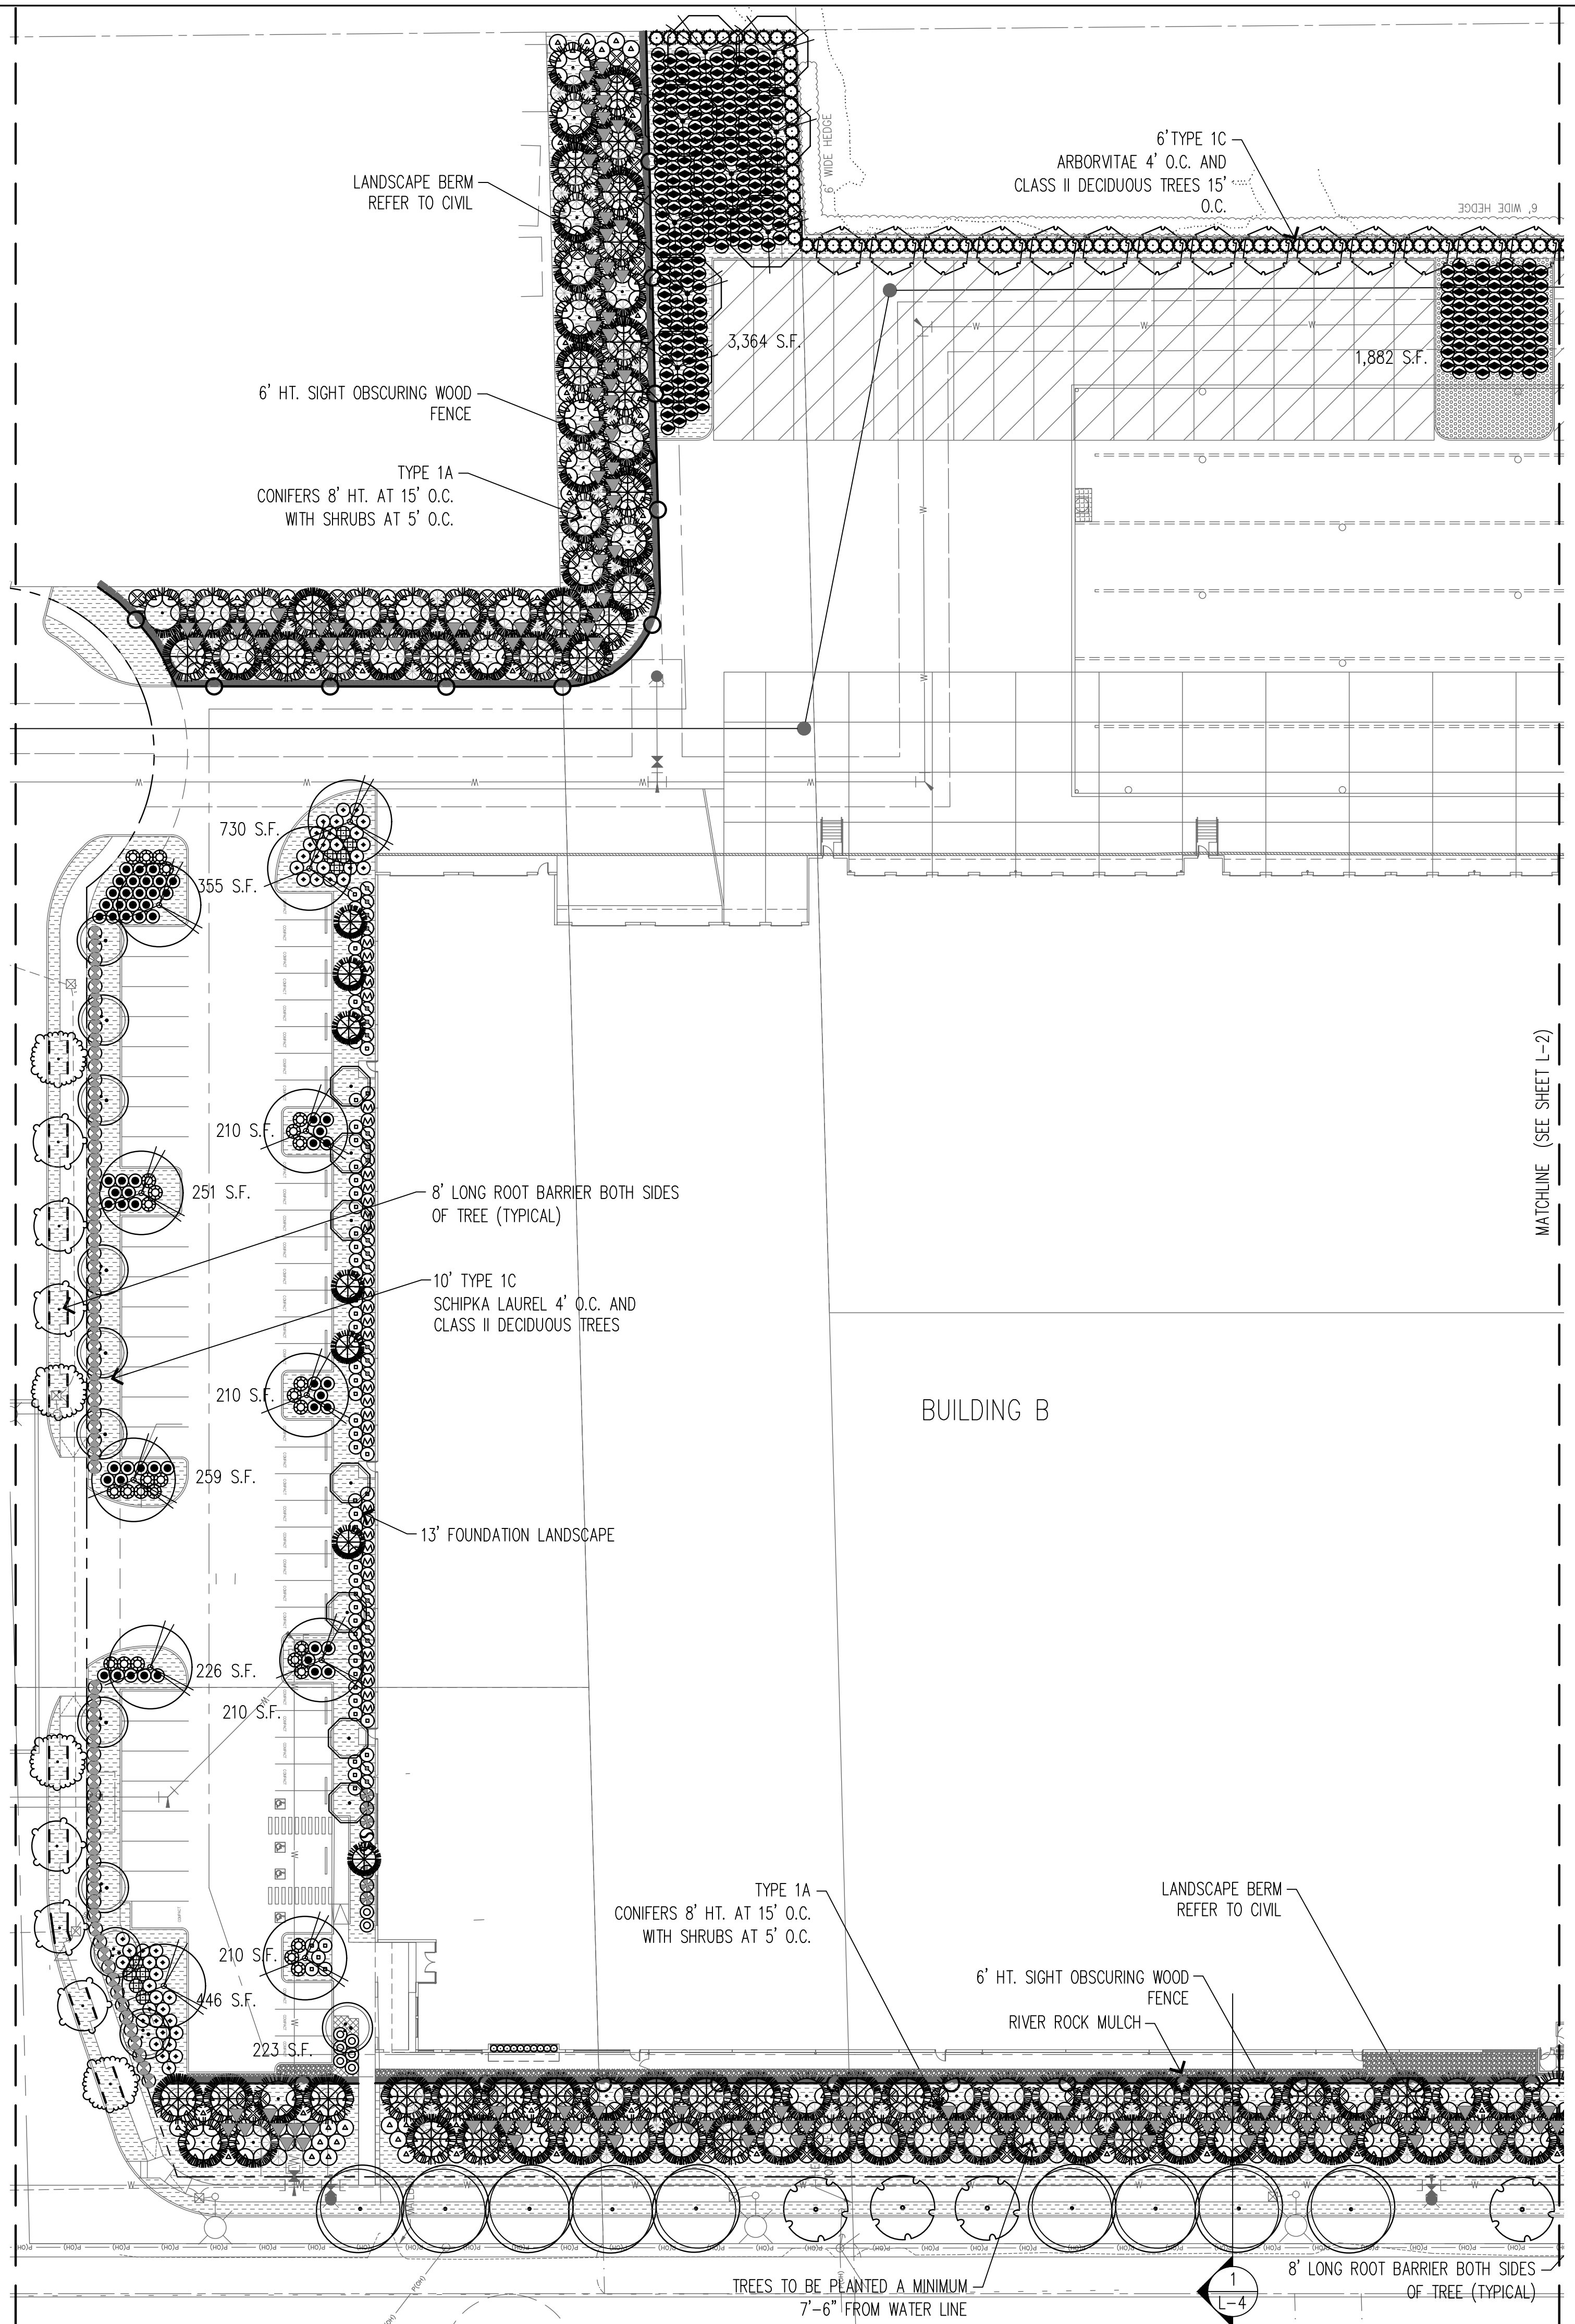 6' WIDE HEDGE
6' TYPE 1C
ARBORVITAE 4' O.C. AND
CLASS II DECIDUOUS TREES 15'
O.C.
6' WIDE HEDGE
LANDSCAPE BERM
REFER TO CIVIL
3,364 S.F.
1,882 S.F.
6' HT. SIGHT OBSCURING WOOD
FENCE
TYPE 1A
CONIFERS 8' HT. AT 15' O.C.
WITH SHRUBS AT 5' O.C.
730 S.F.
355 S.F.
MATCHLINE (SEE SHEET L-2)
210 S.F.
251 S.F.
8' LONG ROOT BARRIER BOTH SIDES
OF TREE (TYPICAL)
10' TYPE 1C
SCHIPKA LAUREL 4' O.C. AND
CLASS II DECIDUOUS TREES
210 S.F.
BUILDING B
259 S.F.
13' FOUNDATION LANDSCAPE
226 S.F.
210 S.F.
TYPE 1A
CONIFERS 8' HT. AT 15' O.C.
WITH SHRUBS AT 5' O.C.
LANDSCAPE BERM
REFER TO CIVIL
210 S.F.
6' HT. SIGHT OBSCURING WOOD
FENCE
446 S.F.
RIVER ROCK MULCH
223 S.F.
TREES TO BE PLANTED A MINIMUM
7'-6" FROM WATER LINE
1
L-4
8' LONG ROOT BARRIER BOTH SIDES
OF TREE (TYPICAL)